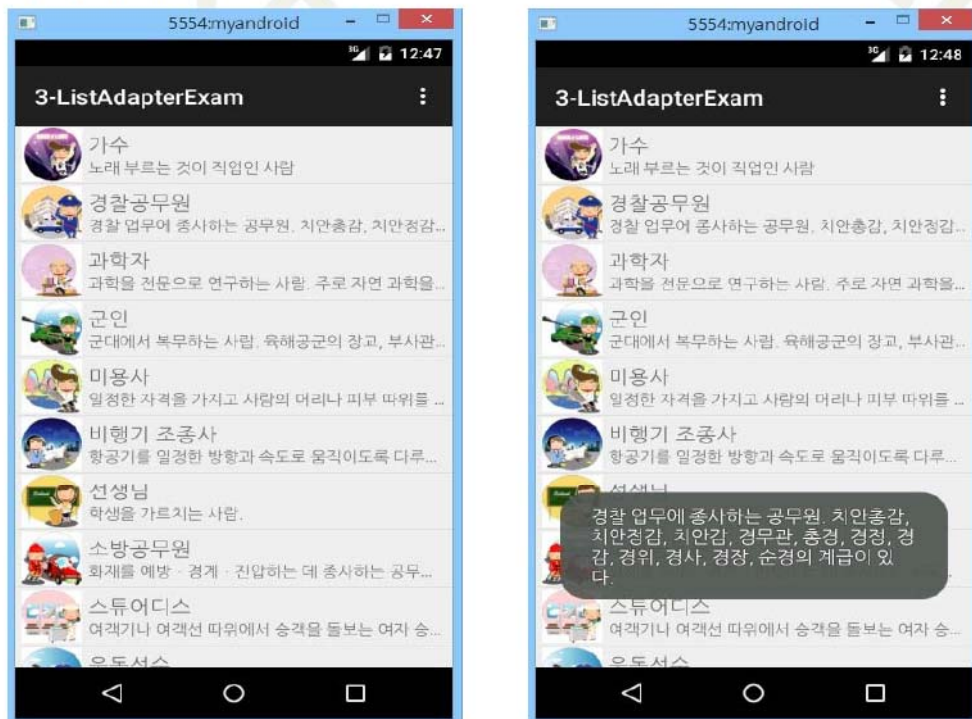 5554:myandroid
3G 12:47
3-ListAdapterExam
가수
노래 부르는 것이 직업인 사람
경찰공무원
경찰 업무에 종사하는 공무원. 치안총감, 치안정감...
과학자
과학을 전문으로 연구하는 사람. 주로 자연 과학을...
군인
군대에서 복무하는 사람. 육해공군의 장교, 부사관...
미용사
일정한 자격을 가지고 사람의 머리나 피부 따위를 ...
비행기 조종사
항공기를 일정한 방향과 속도로 움직이도록 다루...
선생님
학생을 가르치는 사람.
소방공무원
화재를 예방 · 경계 · 진압하는 데 종사하는 공무...
스튜어디스
여객기나 여객선 따위에서 승객을 돌보는 여자 승...
운동선수
5554:myandroid
3G 12:48
3-ListAdapterExam
가수
노래 부르는 것이 직업인 사람
경찰공무원
경찰 업무에 종사하는 공무원. 치안총감, 치안정감...
과학자
과학을 전문으로 연구하는 사람. 주로 자연 과학을...
군인
군대에서 복무하는 사람. 육해공군의 장교, 부사관...
미용사
일정한 자격을 가지고 사람의 머리나 피부 따위를 ...
비행기 조종사
항공기를 일정한 방향과 속도로 움직이도록 다루...
선생님
경찰 업무에 종사하는 공무원. 치안총감,
치안정감, 치안감, 경무관, 총경, 경정, 경
감, 경위, 경사, 경장, 순경의 계급이 있
다.
스튜어디스
여객기나 여객선 따위에서 승객을 돌보는 여자 승...
운동선수